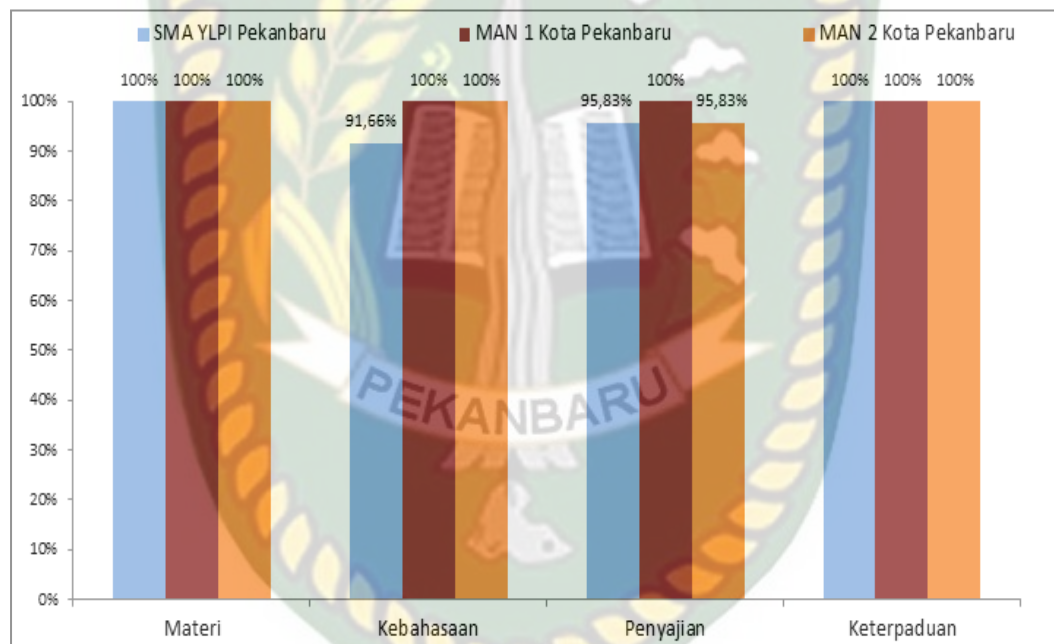 SMA YLPI Pekanbaru MAN 1 Kota Pekanbaru MAN 2 Kota Pekanbaru
100% 100% 100% 91,66% 100% 100% 95,83% 100% 95,83% 100% 100% 100%
100%
90%
80%
70%
60%
50%
40%
30%
20%
10%
0%
PEKANBARU
Materi Kebahasaan Penyajian Keterpaduan